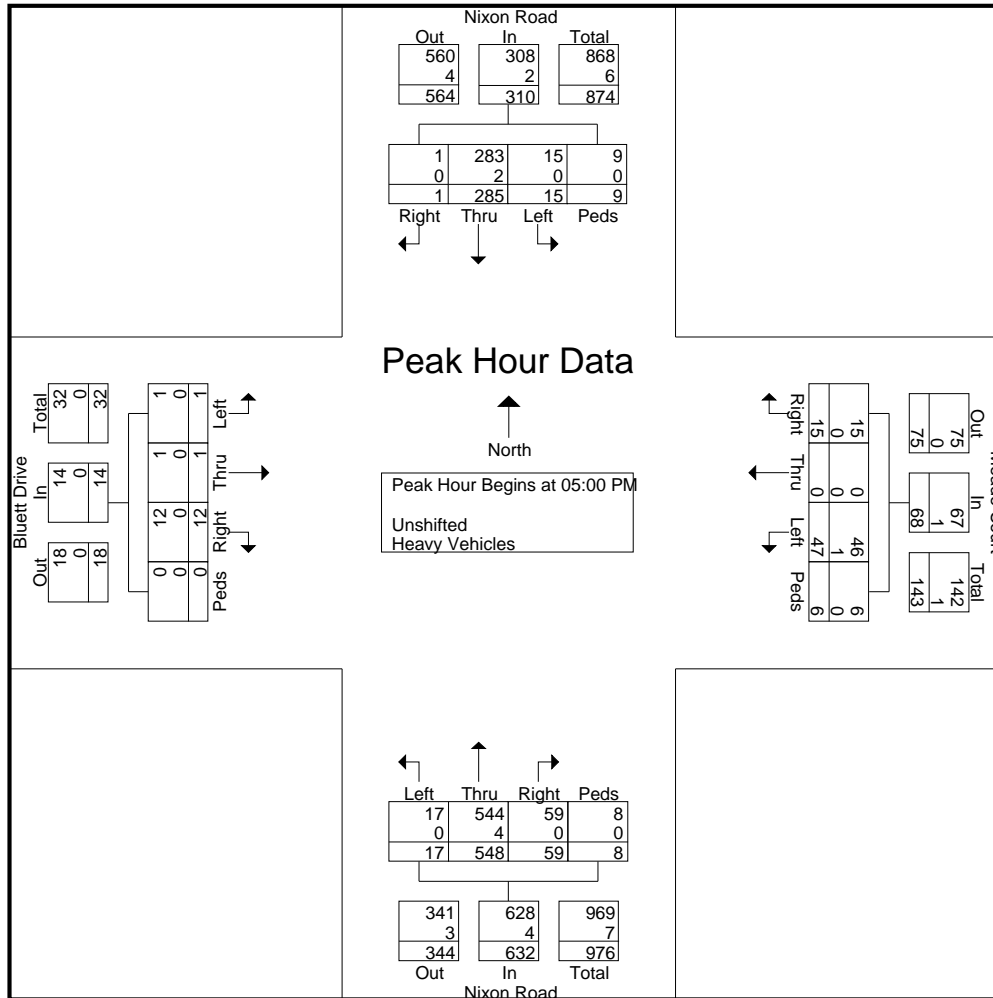 Nixon Road
Out In Total
560 308 868
4 2 6
564 310 874
1 283 15 9
0 2 0 0
1 285 15 9
Right Thru Left Peds
Peak Hour Data
North
Peak Hour Begins at 05:00 PM
Unshifted
Heavy Vehicles
Bluett Drive
Out In Total
18 14 32
0 0 0
18 14 32
Peds Right Thru Left
0 12 1 1
0 0 0 0
0 12 1 1
Out In Total
75 67 142
0 1 1
75 68 143
15 0 46 6
0 0 1 0
15 0 47 6
Right Thru Left Peds
Left Thru Right Peds
17 544 59 8
0 4 0 0
17 548 59 8
341 628 969
3 4 7
344 632 976
Out In Total
Nixon Road